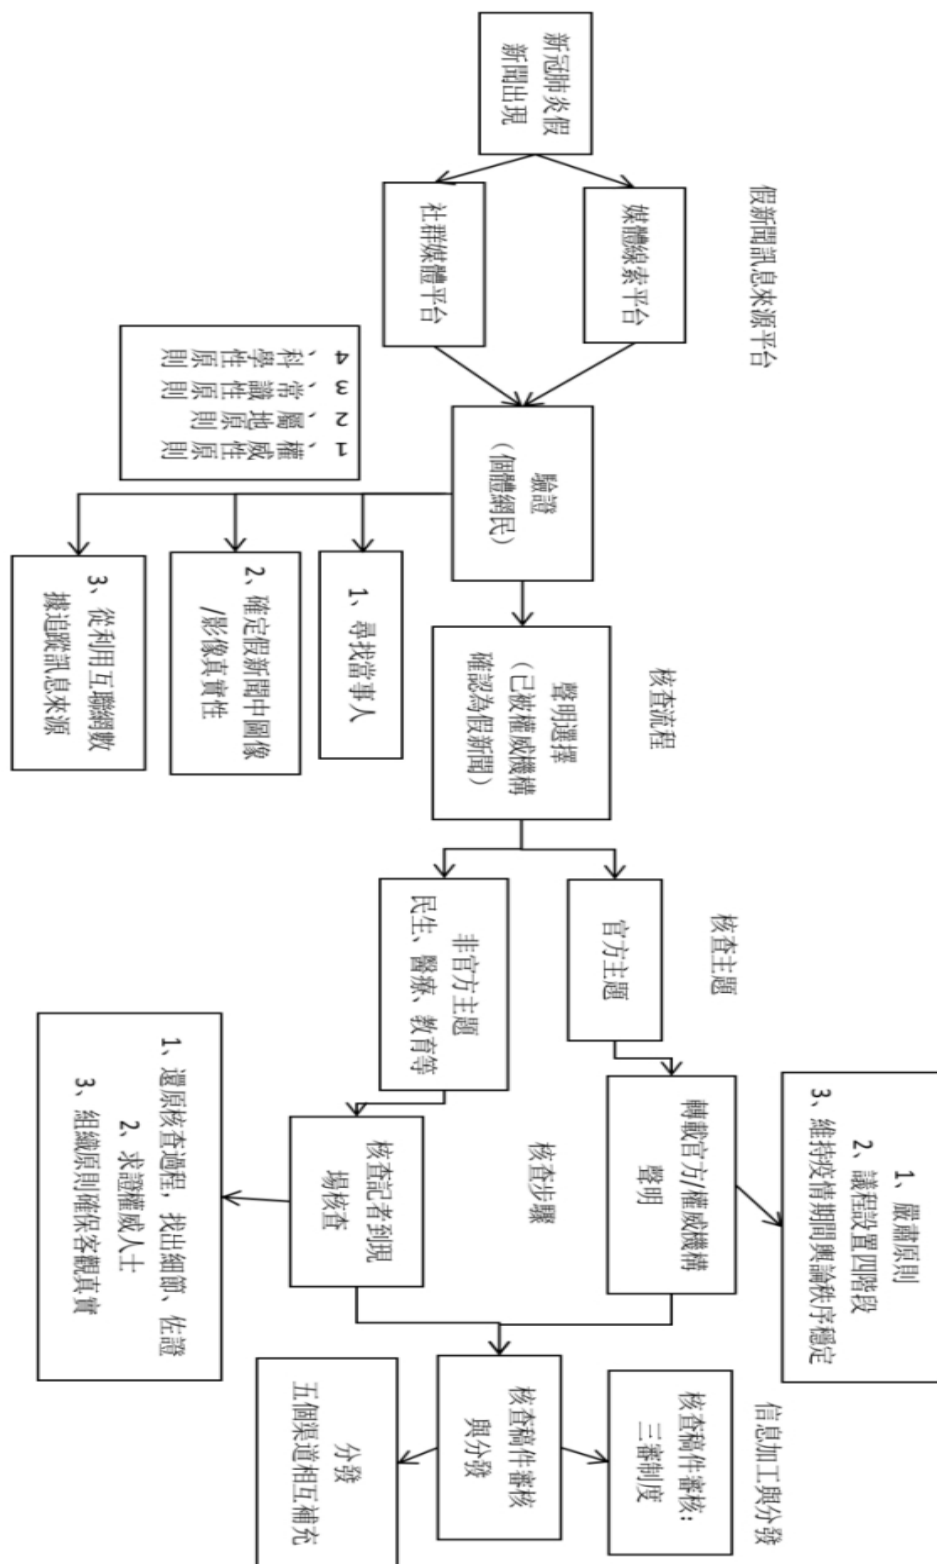 假新聞訊息來源平台
核查流程
核查主題
核查步驟
信息加工與分發
新冠肺炎假
新聞出現
媒體線索平台
社群媒體平台
驗證
（個體網民）
1、權威性原則
2、屬地原則
3、常識性原則
4、科學性原則
1、尋找當事人
2、確定假新聞中圖像
/影像真實性
3、從利用互聯網數
據追蹤訊息來源
聲明選擇
（已被權威機構
確認為假新聞）
官方主題
非官方主題
民生、醫療、教育等
轉載官方/權威機構
聲明
1、嚴肅原則
2、議程設置四階段
3、維持疫情期間輿論秩序穩定
核查記者到現
場核查
1、還原核查過程，找出細節、佐證
2、求證權威人士
3、組織原則確保客觀真實
核查稿件審核
與分發
核查稿件審核：
三審制度
分發
五個渠道相互補充